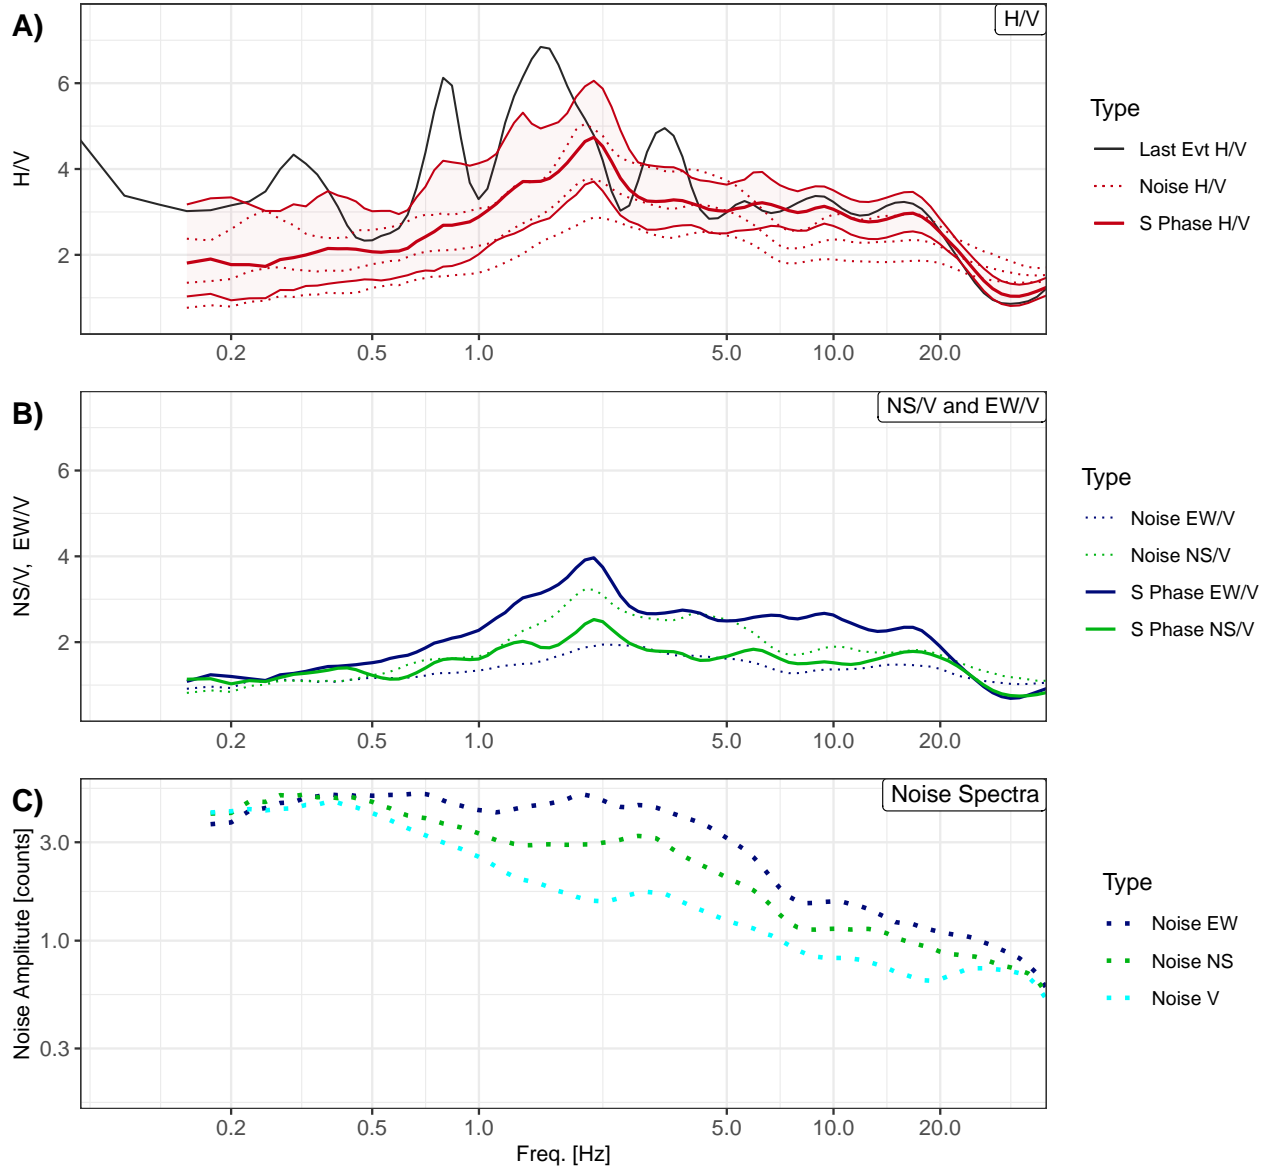 A)
H/V
H/V
6
4
2
0.2 0.5 1.0 5.0 10.0 20.0
Type
Last Evt H/V
Noise H/V
S Phase H/V
B)
NS/V and EW/V
NS/V,  EW/V
6
4
2
0.2 0.5 1.0 5.0 10.0 20.0
Type
Noise EW/V
Noise NS/V
S Phase EW/V
S Phase NS/V
C)
Noise Spectra
Noise Amplitute [counts]
3.0
1.0
0.3
0.2 0.5 1.0 5.0 10.0 20.0
Freq. [Hz]
Type
Noise EW
Noise NS
Noise V